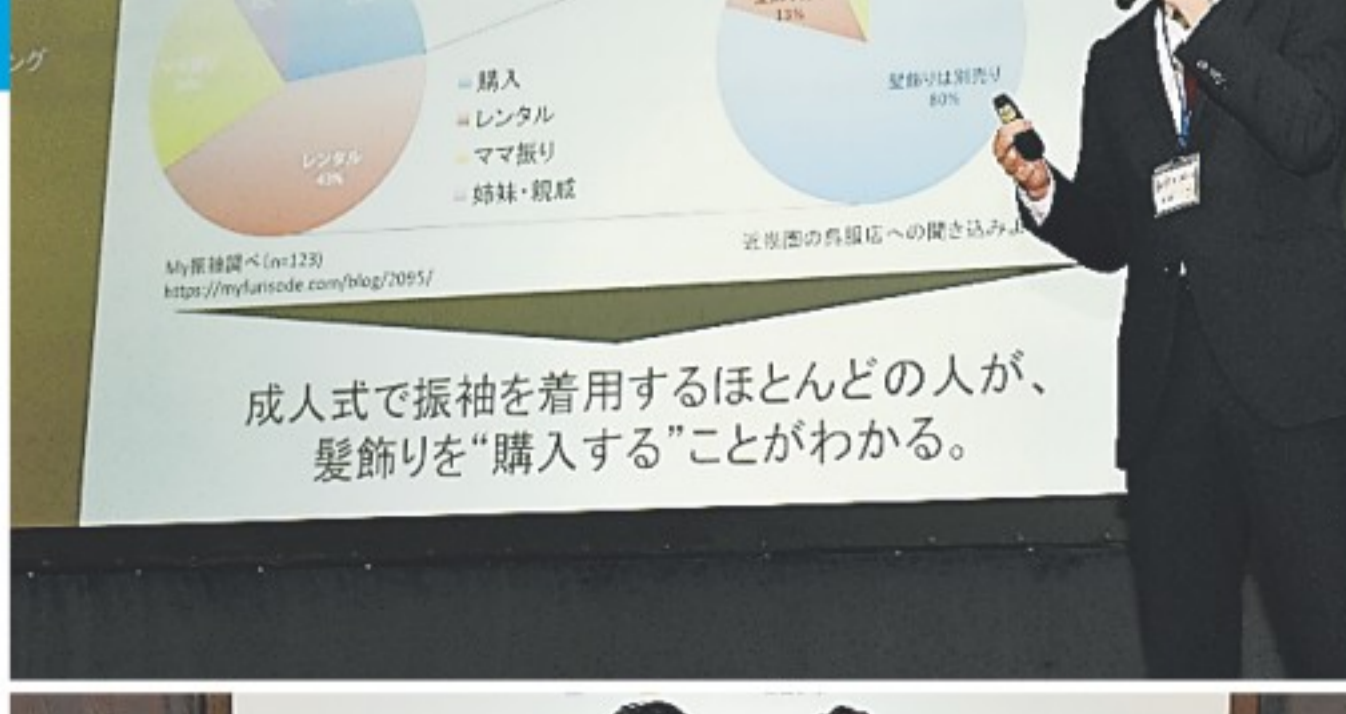 ング
13%
購入
レンタル
ママ振り
姉妹・親戚
レンタル
43%
髪飾りは別売り
80%
近畿圏の呉服店への聞き込みよ
My振袖調べ(n=123)
https://myfurisode.com/blog/2095/
成人式で振袖を着用するほとんどの人が、
髪飾りを“購入する”ことがわかる。